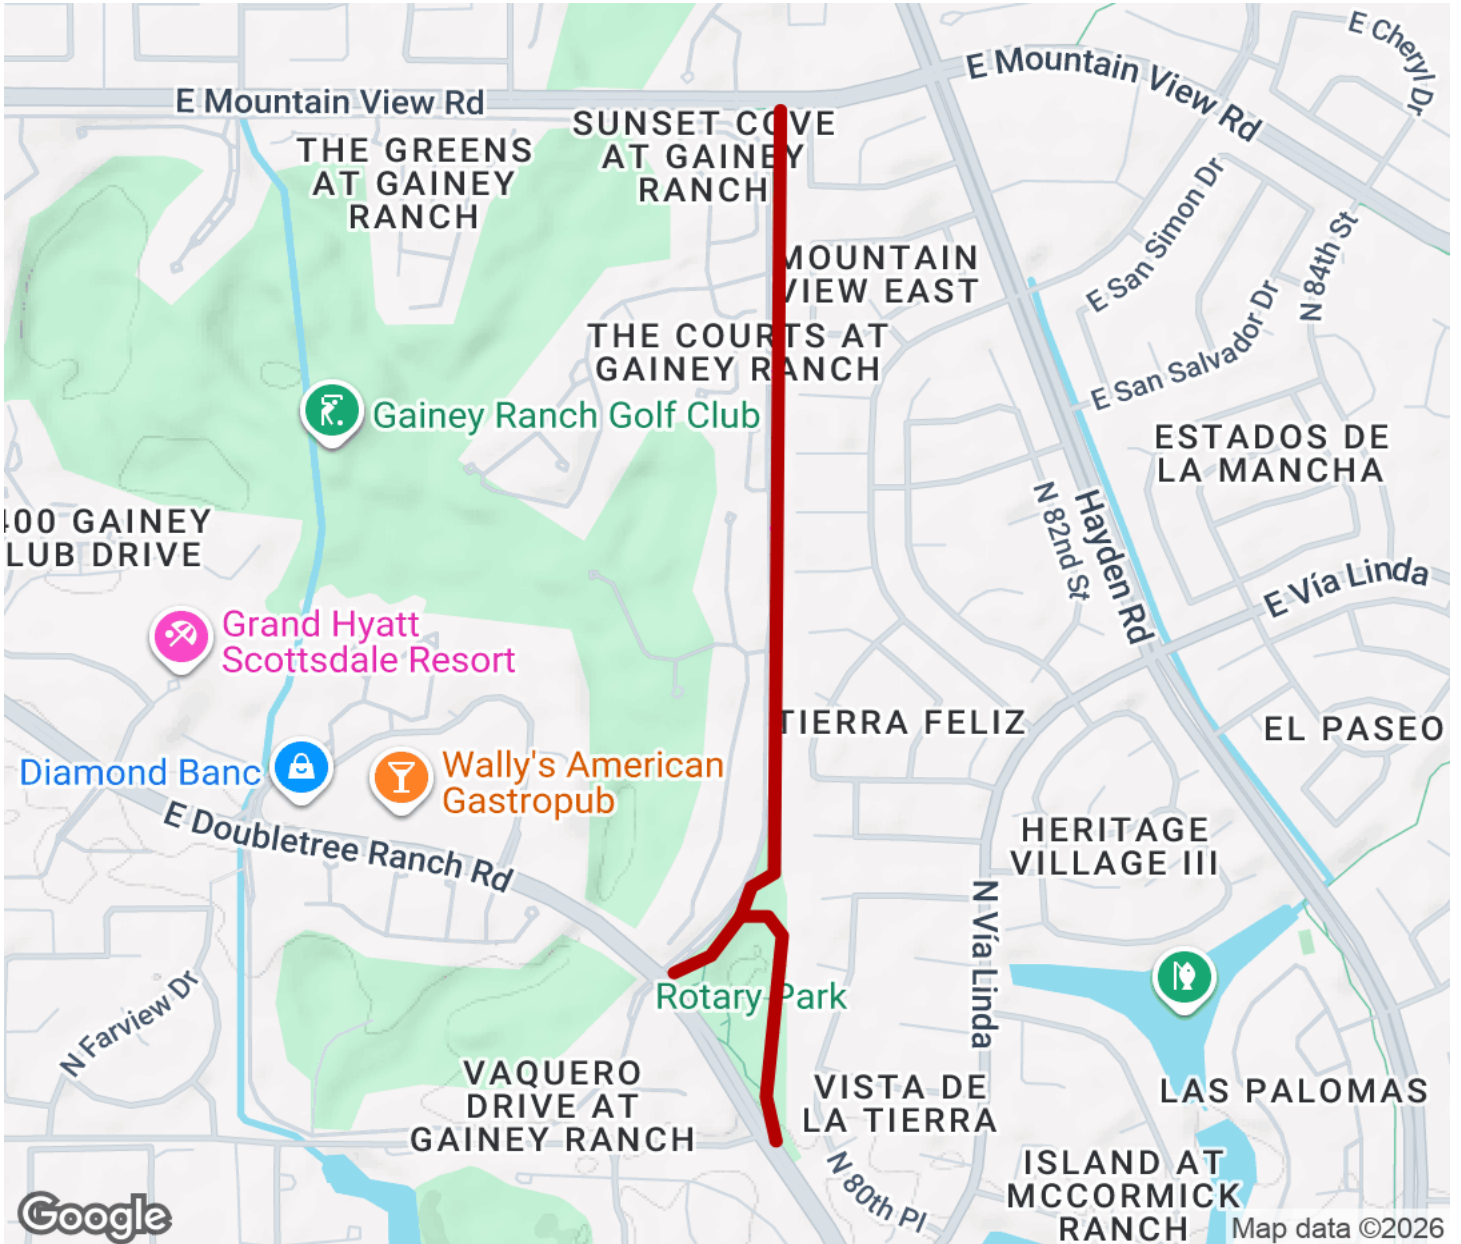 E Cheryl Dr
E Mountain View Rd
E Mountain View Rd
SUNSET COVE
AT GAINEY
RANCH
THE GREENS
AT GAINEY
RANCH
E San Simon Dr
N 84th St
MOUNTAIN
VIEW EAST
E San Salvador Dr
THE COURTS AT
GAINEY RANCH
Gainey Ranch Golf Club
ESTADOS DE
LA MANCHA
400 GAINEY
LUB DRIVE
N 82nd St
Hayden Rd
E Vía Linda
Grand Hyatt
Scottsdale Resort
TIERRA FELIZ
EL PASEO
Diamond Banc
Wally's American
Gastropub
E Doubletree Ranch Rd
HERITAGE
VILLAGE III
N Vía Linda
Rotary Park
N Farview Dr
VAQUERO
DRIVE AT
GAINEY RANCH
VISTA DE
LA TIERRA
LAS PALOMAS
N 80th Pl
ISLAND AT
MCCORMICK
RANCH
Google
Map data ©2026